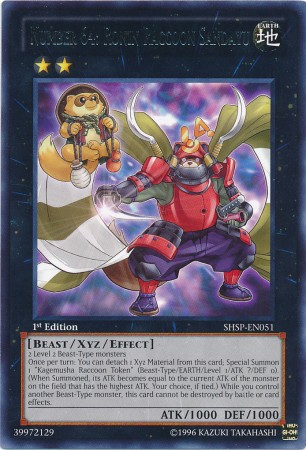 NUMBER 64: RONIN RACCOON SANDAYU
EARTH
地
64
SHSP-EN051
1st Edition
[BEAST / XYZ / EFFECT]
2 Level 2 Beast-Type monsters
Once per turn: You can detach 1 Xyz Material from this card; Special Summon
1 "Kagemusha Raccoon Token" (Beast-Type/EARTH/Level 1/ATK ?/DEF 0).
(When Summoned, its ATK becomes equal to the current ATK of the monster
on the field that has the highest ATK. Your choice, if tied.) While you control
another Beast-Type monster, this card cannot be destroyed by battle or card
effects.
ATK/1000 DEF/1000
39972129
©1996 KAZUKI TAKAHASHI